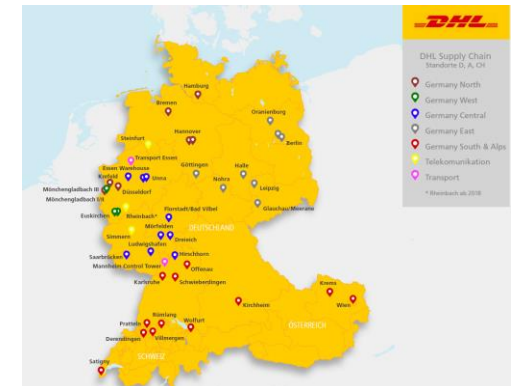 DHL
DHL Supply Chain
Standorte D, A, CH
Germany North
Germany West
Germany Central
Germany East
Germany South & Alps
Telekomunikation
Transport
* Rheinbach ab 2018
Hamburg
Bremen
Oranienburg
Hannover
Berlin
Steinfurt
Transport Essen
Göttingen
Halle
Essen Warehouse
Unna
Krefeld
Nohra
Leipzig
Mönchengladbach III
Düsseldorf
Mönchengladbach I/II
Glauchau/Meerane
Euskirchen
Rheinbach*
Florstadt/Bad Vilbel
DEUTSCHLAND
Simmern
Mörfelden
Dreieich
Ludwigshafen
Saarbrücken
Hirschhorn
Mannheim Control Tower
Offenau
Karlsruhe
Schwieberdingen
Krems
Wien
Kirchheim
Pratteln
Rümlang
Wolfurt
ÖSTERREICH
Derendingen
Villmergen
SCHWEIZ
Satigny